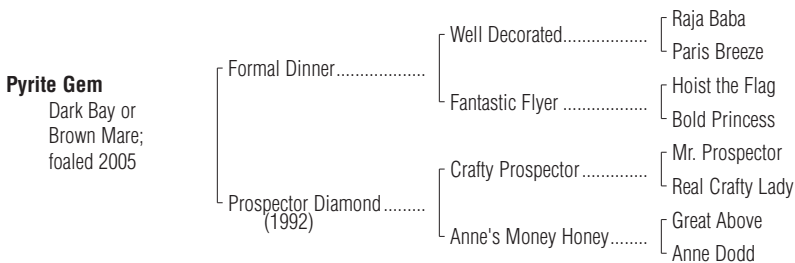 Pyrite Gem
Dark Bay or
Brown Mare;
foaled 2005
Formal Dinner...................
Prospector Diamond.........
(1992)
Well Decorated..................
Fantastic Flyer ..................
Crafty Prospector ..............
Anne's Money Honey........
Raja Baba
Paris Breeze
Hoist the Flag
Bold Princess
Mr. Prospector
Real Crafty Lady
Great Above
Anne Dodd